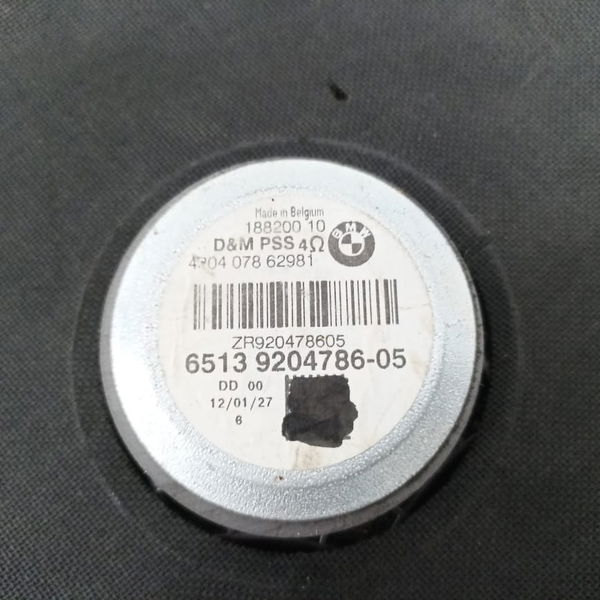 Made in Belgium
188200 10
D&M PSS 4Ω
BMW
4204 078 62981
ZR920478605
6513 9204786-05
DD 00
12/01/27
6